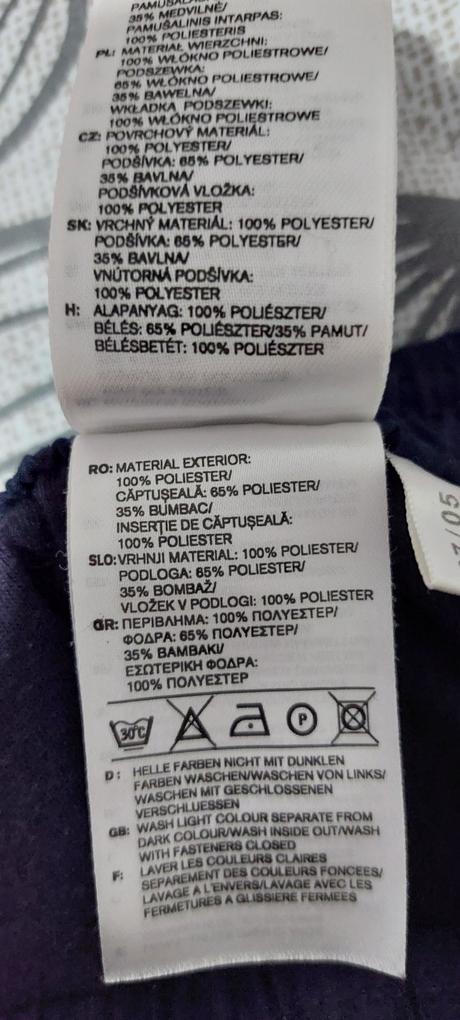 35% MEDVILNĖ/
PAMUŠALINIS INTARPAS:
100% POLIESTERIS
PL: MATERIAŁ WIERZCHNI:
100% WŁÓKNO POLIESTROWE/
PODSZEWKA:
65% WŁÓKNO POLIESTROWE/
35% BAWEŁNA/
WKŁADKA PODSZEWKI:
100% WŁÓKNO POLIESTROWE
CZ: POVRCHOVÝ MATERIÁL:
100% POLYESTER/
PODŠÍVKA: 65% POLYESTER/
35% BAVLNA/
PODŠÍVKOVÁ VLOŽKA:
100% POLYESTER
SK: VRCHNÝ MATERIÁL: 100% POLYESTER/
PODŠÍVKA: 65% POLYESTER/
35% BAVLNA/
VNÚTORNÁ PODŠÍVKA:
100% POLYESTER
H: ALAPANYAG: 100% POLIÉSZTER/
BÉLÉS: 65% POLIÉSZTER/35% PAMUT/
BÉLÉSBETÉT: 100% POLIÉSZTER
RO: MATERIAL EXTERIOR:
100% POLIESTER/
CĂPTUŞEALĂ: 65% POLIESTER/
35% BUMBAC/
INSERŢIE DE CĂPTUŞEALĂ:
100% POLIESTER
SLO: VRHNJI MATERIAL: 100% POLIESTER/
PODLOGA: 65% POLIESTER/
35% BOMBAŽ/
VLOŽEK V PODLOGI: 100% POLIESTER
GR: ΠΕΡΙΒΛΗΜΑ: 100% ΠΟΛΥΕΣΤΕΡ/
ΦΟΔΡΑ: 65% ΠΟΛΥΕΣΤΕΡ/
35% ΒΑΜΒΑΚΙ/
ΕΣΩΤΕΡΙΚΗ ΦΟΔΡΑ:
100% ΠΟΛΥΕΣΤΕΡ
30°C P
D: HELLE FARBEN NICHT MIT DUNKLEN
FARBEN WASCHEN/WASCHEN VON LINKS/
WASCHEN MIT GESCHLOSSENEN
VERSCHLUESSEN
GB: WASH LIGHT COLOUR SEPARATE FROM
DARK COLOUR/WASH INSIDE OUT/WASH
WITH FASTENERS CLOSED
F: LAVER LES COULEURS CLAIRES
SEPAREMENT DES COULEURS FONCEES/
LAVAGE A L'ENVERS/LAVAGE AVEC LES
FERMETURES A GLISSIERE FERMEES
7/05